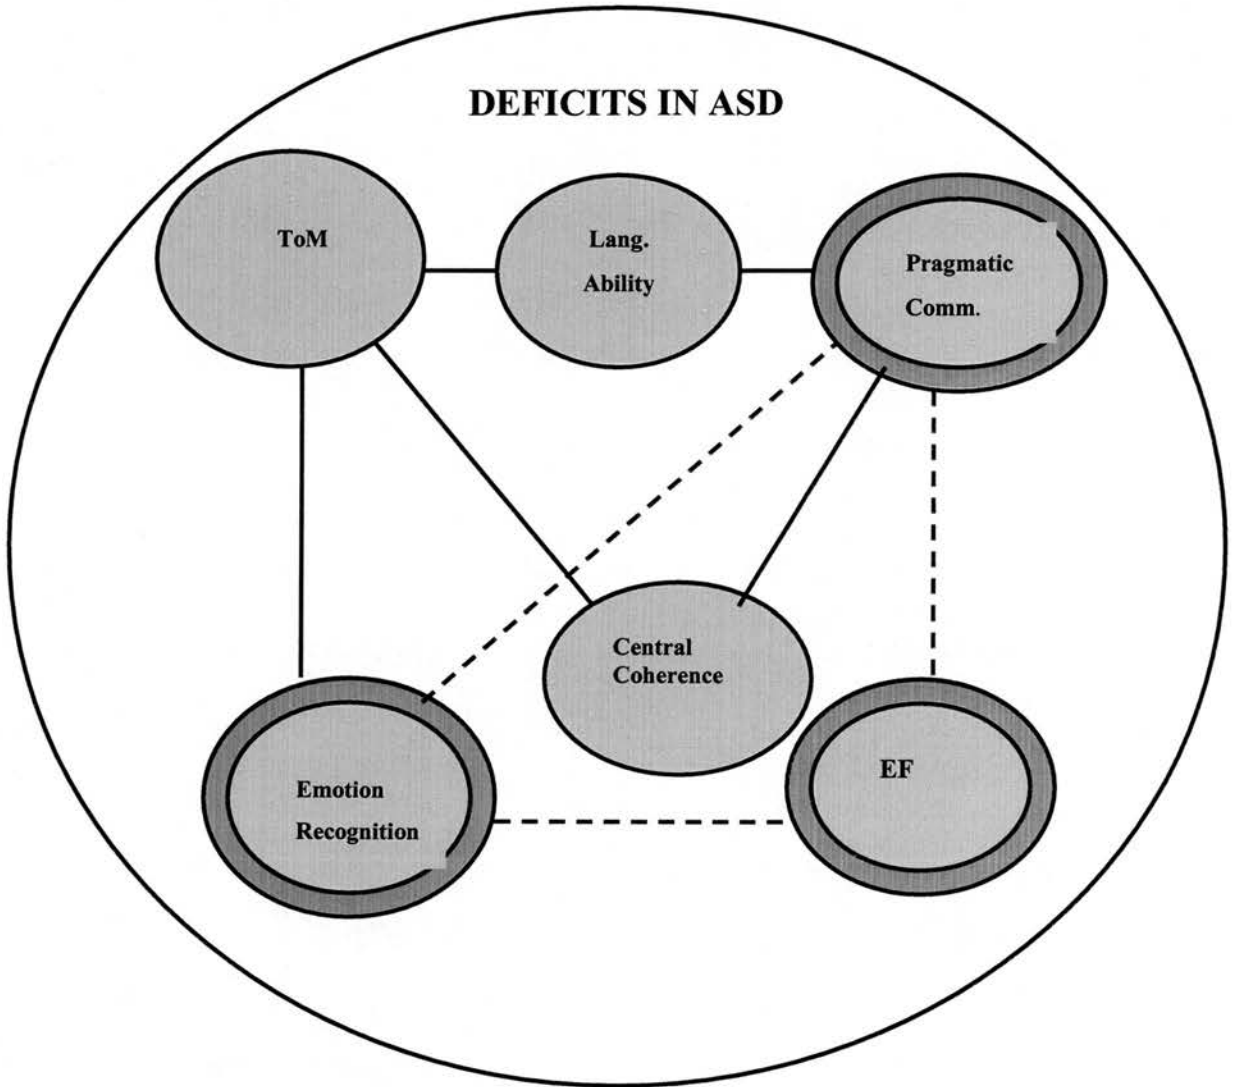 DEFICITS IN ASD
ToM
Lang.
Ability
Pragmatic
Comm.
Central
Coherence
Emotion
Recognition
EF